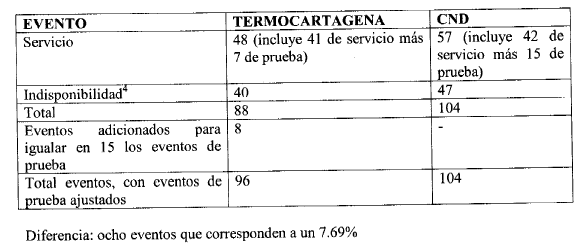 EVENTO TERMOCARTAGENA CND
Servicio 48 (incluye 41 de servicio más 57 (incluye 42 de
7 de prueba) servicio más 15 de
prueba)
Indisponibilidad4 40 47
Total 88 104
Eventos adicionados para 8 -
igualar en 15 los eventos de
prueba
Total eventos, con eventos de 96 104
prueba ajustados
Diferencia: ocho eventos que corresponden a un 7.69%